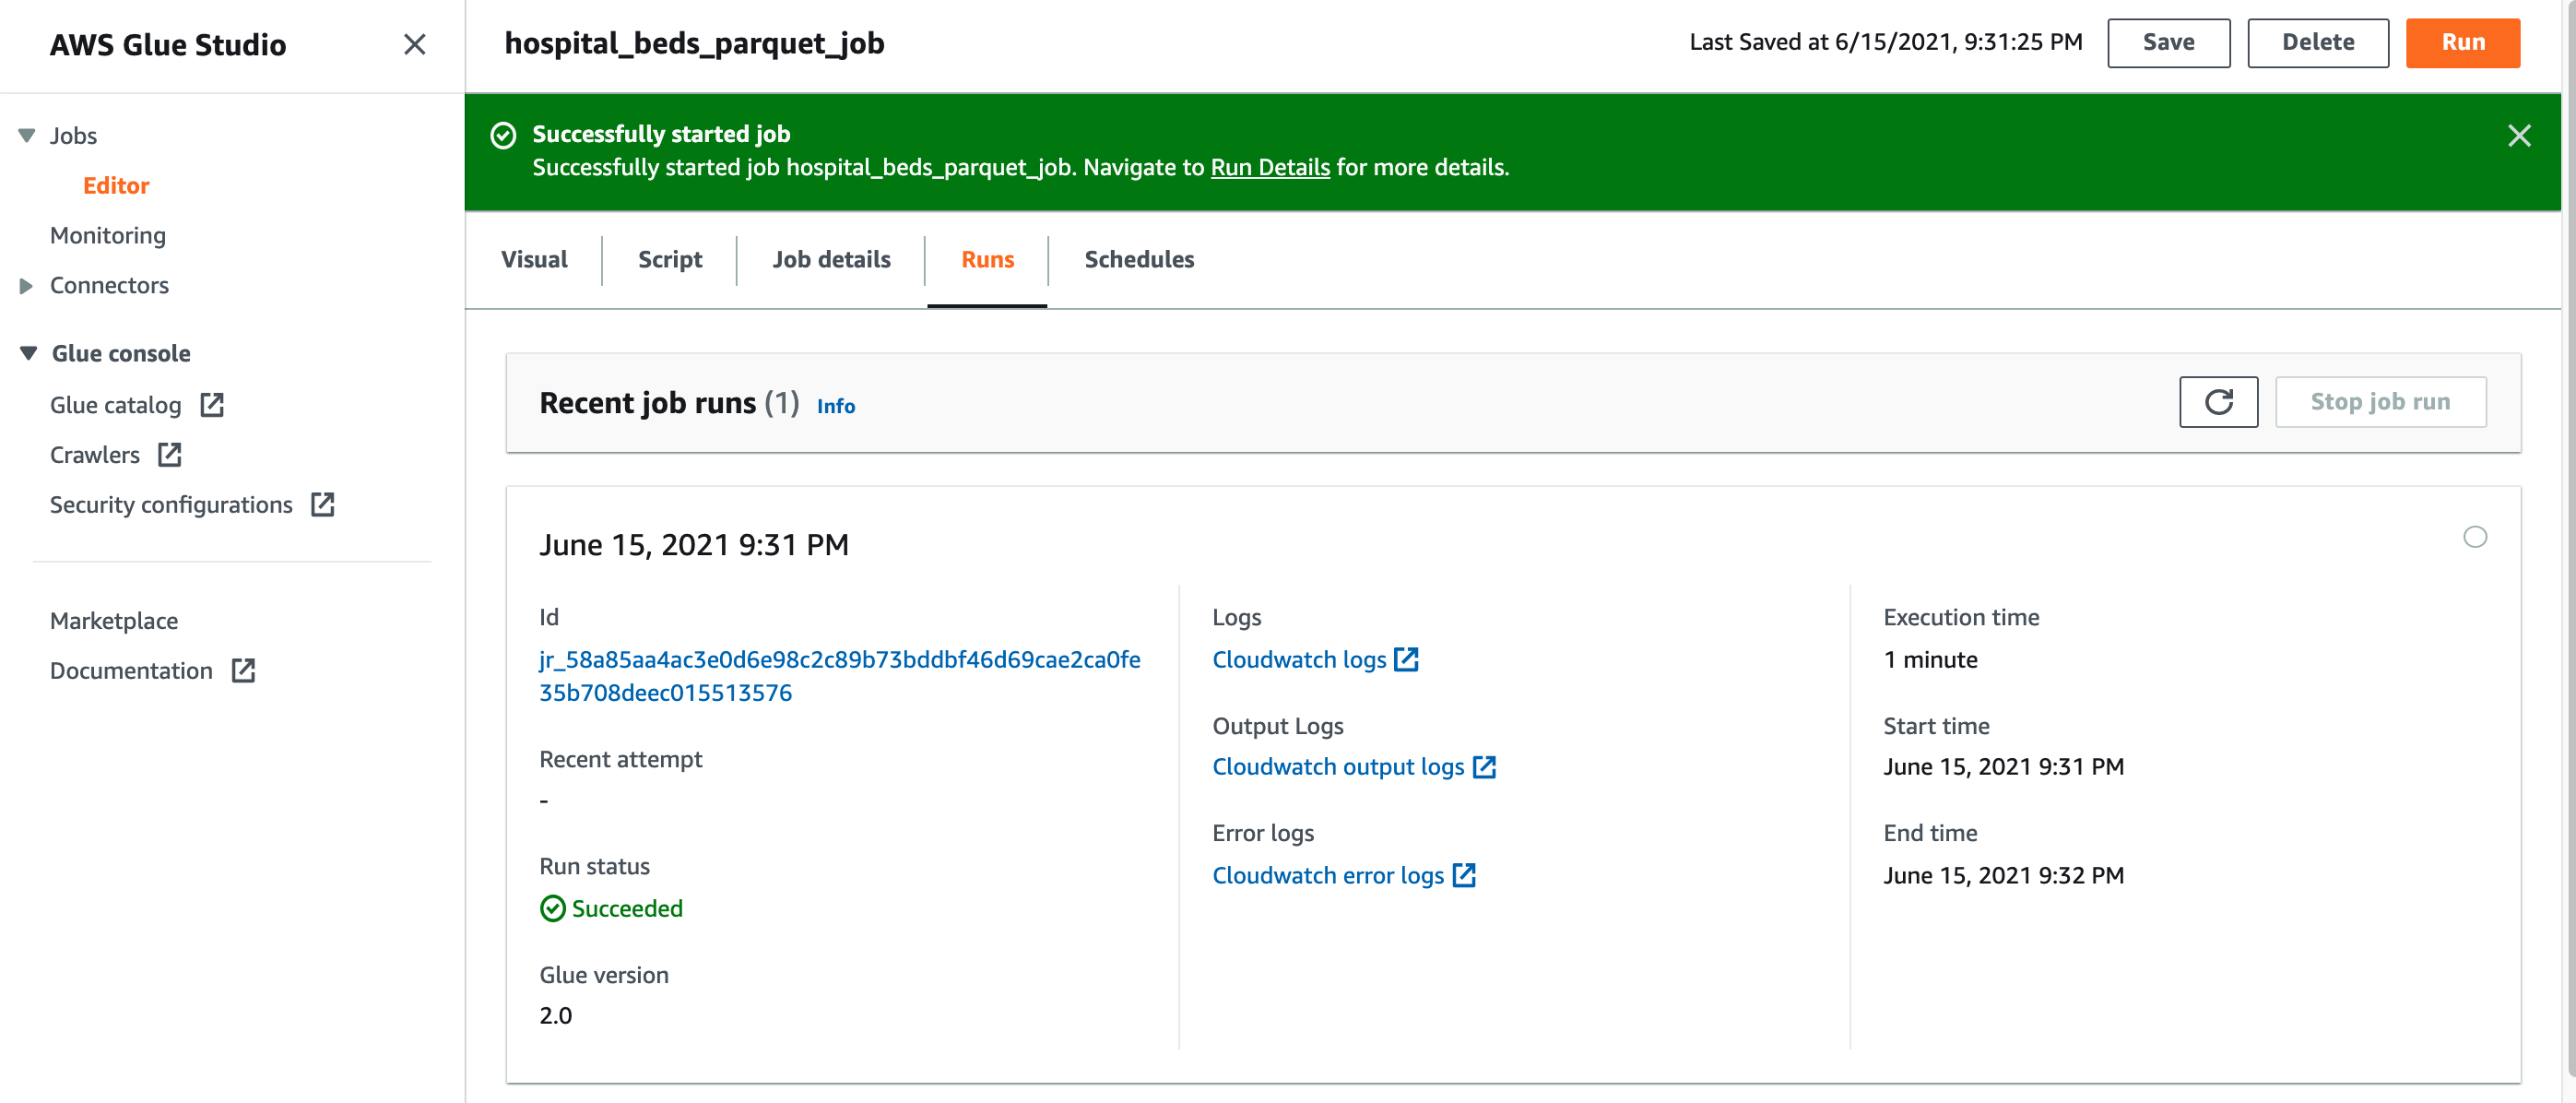 AWS Glue Studio
Jobs
Editor
Monitoring
Connectors
Glue console
Glue catalog
Crawlers
Security configurations
Marketplace
Documentation
hospital_beds_parquet_job
Last Saved at 6/15/2021, 9:31:25 PM
Save
Delete
Run
Successfully started job
Successfully started job hospital_beds_parquet_job. Navigate to Run Details for more details.
Visual
Script
Job details
Runs
Schedules
Recent job runs (1) Info
Stop job run
June 15, 2021 9:31 PM
Id
jr_58a85aa4ac3e0d6e98c2c89b73bddbf46d69cae2ca0fe
35b708deec015513576
Recent attempt
-
Run status
Succeeded
Glue version
2.0
Logs
Cloudwatch logs
Output Logs
Cloudwatch output logs
Error logs
Cloudwatch error logs
Execution time
1 minute
Start time
June 15, 2021 9:31 PM
End time
June 15, 2021 9:32 PM